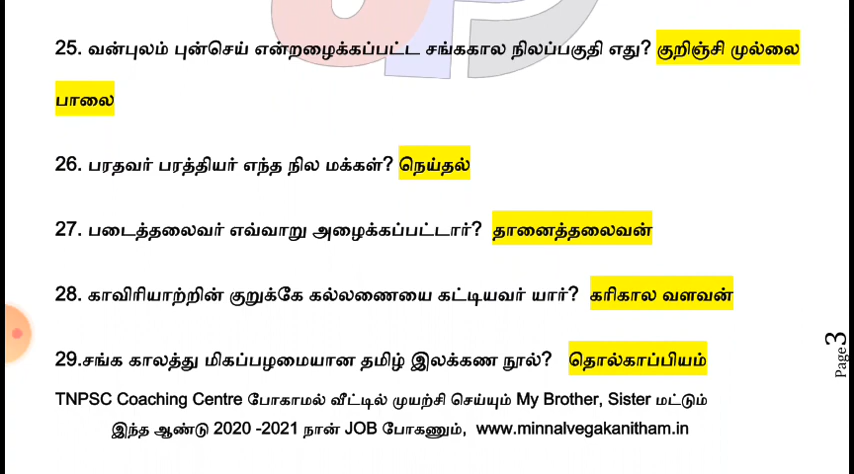 25. வன்புலம் புன்செய் என்றழைக்கப்பட்ட சங்ககால நிலப்பகுதி எது? குறிஞ்சி முல்லை
பாலை
26. பரதவர் பரத்தியர் எந்த நில மக்கள்? நெய்தல்
27. படைத்தலைவர் எவ்வாறு அழைக்கப்பட்டார்? தானைத்தலைவன்
28. காவிரியாற்றின் குறுக்கே கல்லணையை கட்டியவர் யார்? கரிகால வளவன்
29.சங்க காலத்து மிகப்பழமையான தமிழ் இலக்கண நூல்? தொல்காப்பியம்
TNPSC Coaching Centre போகாமல் வீட்டில் முயற்சி செய்யும் My Brother, Sister மட்டும்
இந்த ஆண்டு 2020 -2021 நான் JOB போகணும், www.minnalvegakanitham.in
Page 3